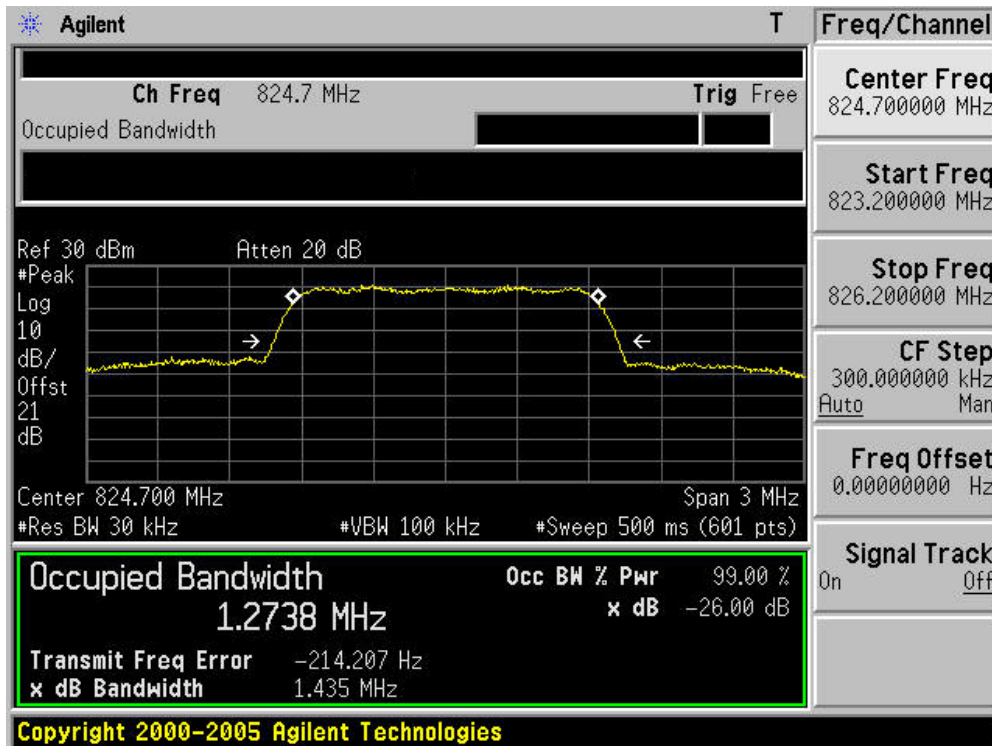 Agilent T
Ch Freq 824.7 MHz Trig Free
Occupied Bandwidth
Ref 30 dBm Atten 20 dB
#Peak
Log
10
dB/
Offst
21
dB
Center 824.700 MHz Span 3 MHz
#Res BW 30 kHz #VBW 100 kHz #Sweep 500 ms (601 pts)
Occupied Bandwidth Occ BW % Pwr 99.00 %
1.2738 MHz x dB -26.00 dB
Transmit Freq Error -214.207 Hz
x dB Bandwidth 1.435 MHz
Copyright 2000-2005 Agilent Technologies
Freq/Channel
Center Freq
824.700000 MHz
Start Freq
823.200000 MHz
Stop Freq
826.200000 MHz
CF Step
300.000000 kHz
Auto Man
Freq Offset
0.00000000 Hz
Signal Track
On Off